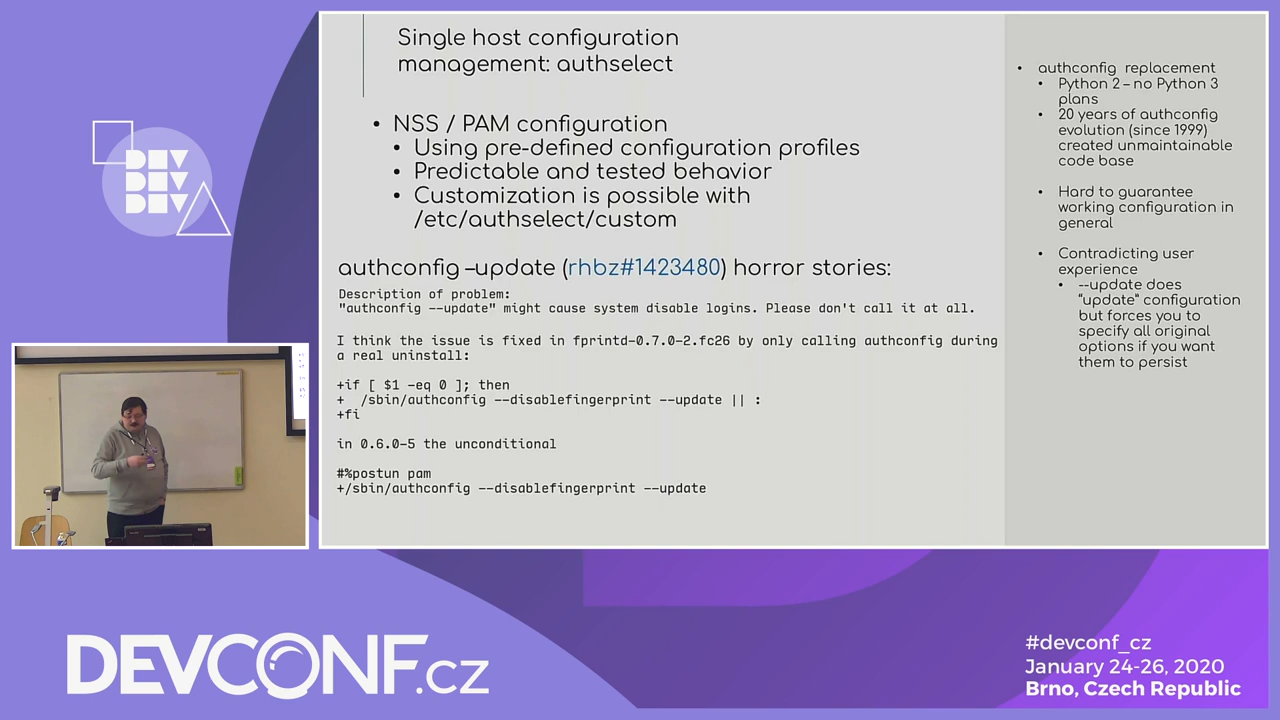 Single host configuration
management: authselect
• NSS / PAM configuration
• Using pre-defined configuration profiles
• Predictable and tested behavior
• Customization is possible with
/etc/authselect/custom
authconfig –update (rhbz#1423480) horror stories:
Description of problem:
"authconfig --update" might cause system disable logins. Please don't call it at all.
I think the issue is fixed in fprintd-0.7.0-2.fc26 by only calling authconfig during
a real uninstall:
+if [ $1 -eq 0 ]; then
+  /sbin/authconfig --disablefingerprint --update || :
+fi
in 0.6.0-5 the unconditional
#%postun pam
+/sbin/authconfig --disablefingerprint --update
• authconfig replacement
• Python 2 – no Python 3
plans
• 20 years of authconfig
evolution (since 1999)
created unmaintainable
code base
• Hard to guarantee
working configuration in
general
• Contradicting user
experience
• --update does
“update” configuration
but forces you to
specify all original
options if you want
them to persist
DEV
DEV
DEV
DEVCONF.cz
#devconf_cz
January 24-26, 2020
Brno, Czech Republic